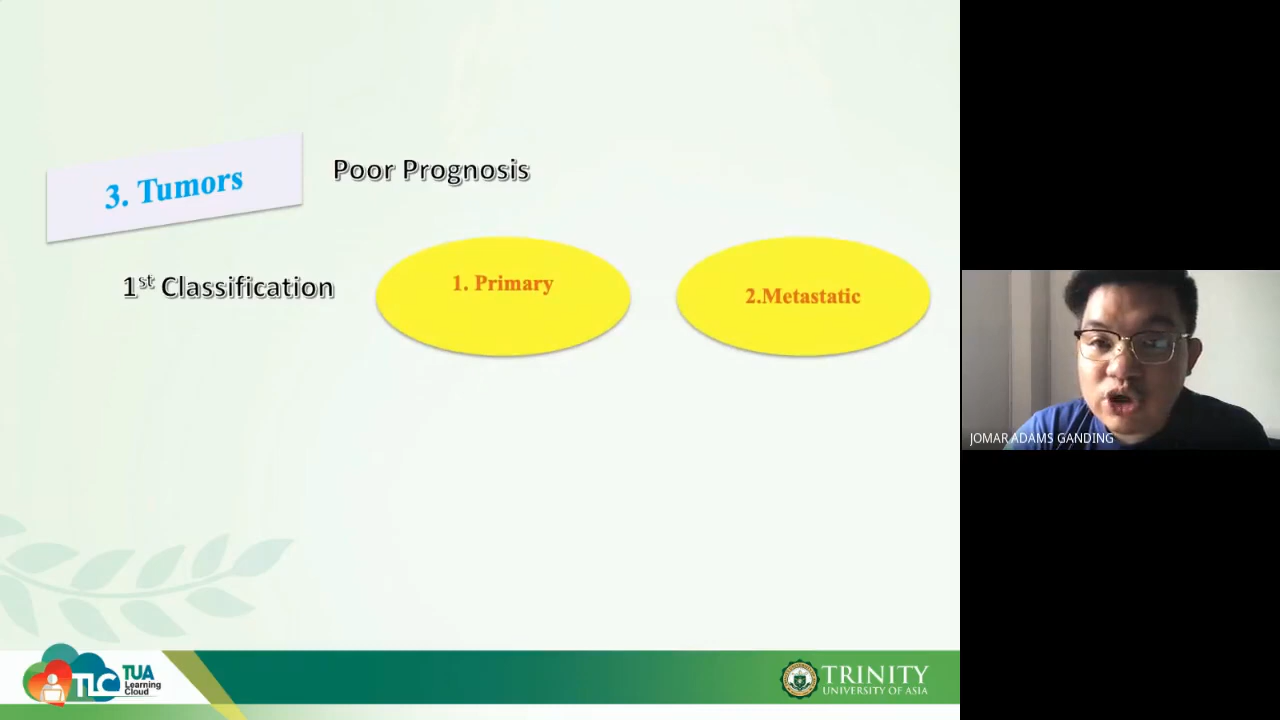 3. Tumors
Poor Prognosis
1st Classification
1. Primary
2.Metastatic
JOMAR ADAMS GANDING
TLC
TUA
Learning
Cloud
TRINITY
UNIVERSITY OF ASIA